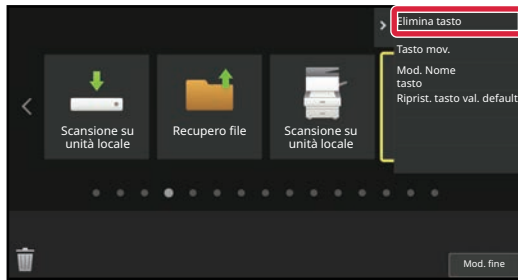 Elimina tasto
Tasto mov.
Mod. Nome
tasto
Riprist. tasto val. default
Scansione su
unità locale
Recupero file
Scansione su
unità locale
Mod. fine